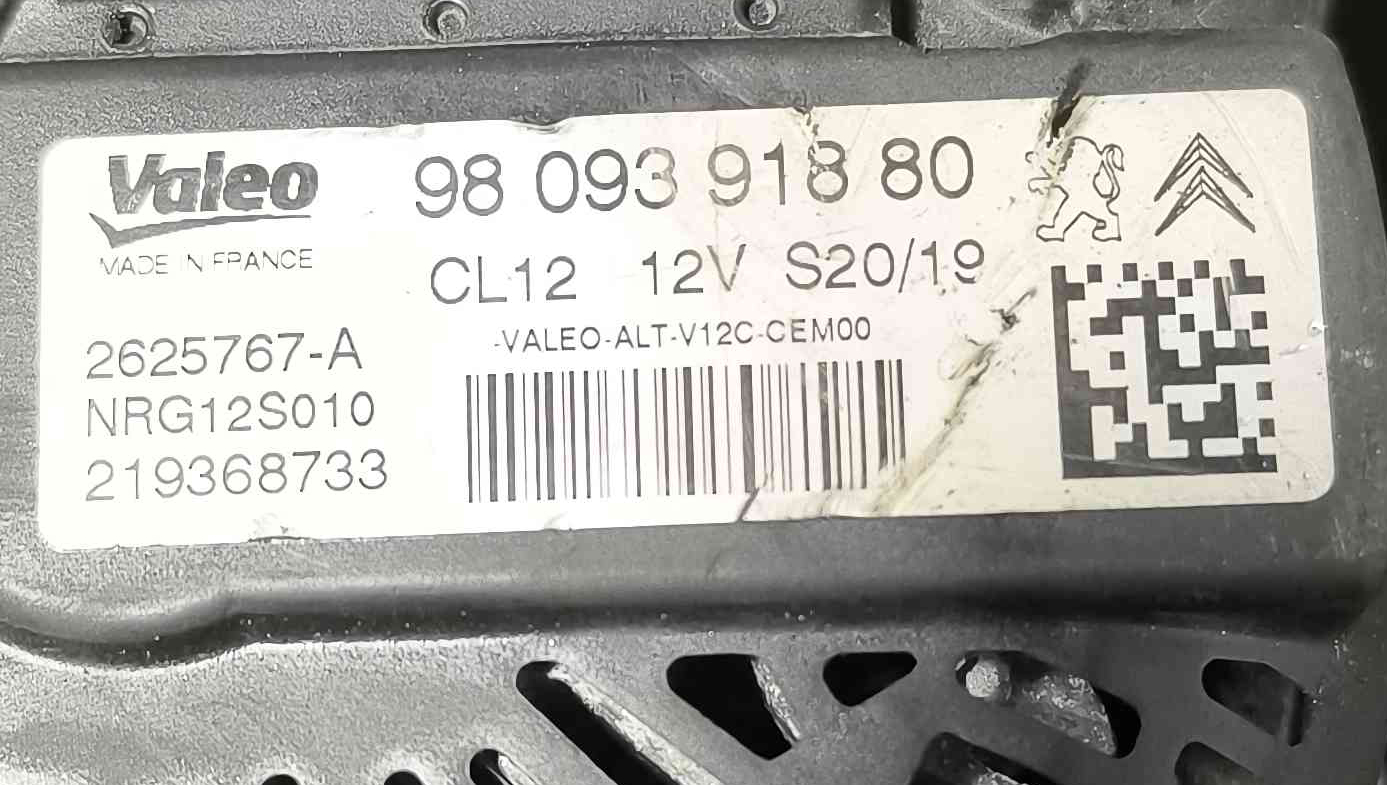 Valeo
MADE IN FRANCE
98 093 918 80
CL12 12V S20/19
-VALEO-ALT-V12C-CEM00
2625767-A
NRG12S010
219368733